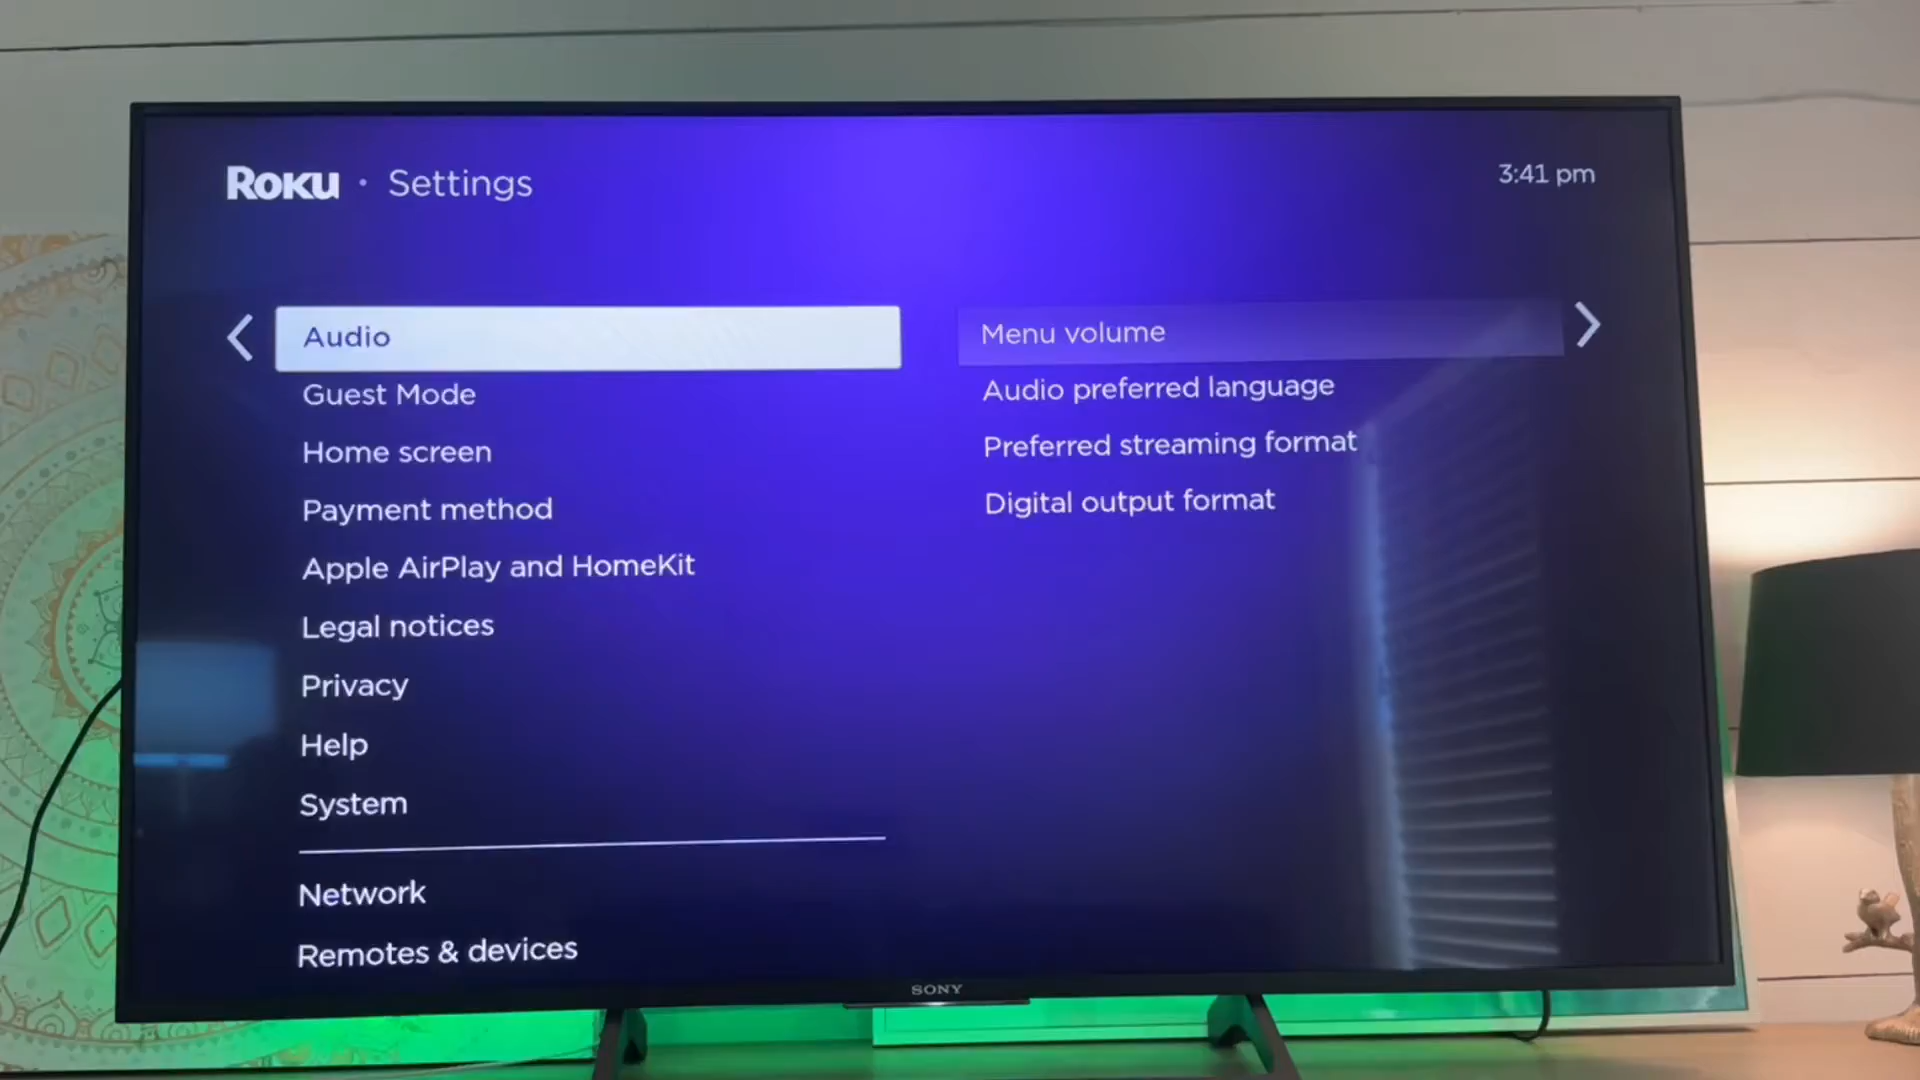 Roku · Settings
3:41 pm
Audio
Guest Mode
Home screen
Payment method
Apple AirPlay and HomeKit
Legal notices
Privacy
Help
System
Network
Remotes & devices
Menu volume
Audio preferred language
Preferred streaming format
Digital output format
SONY